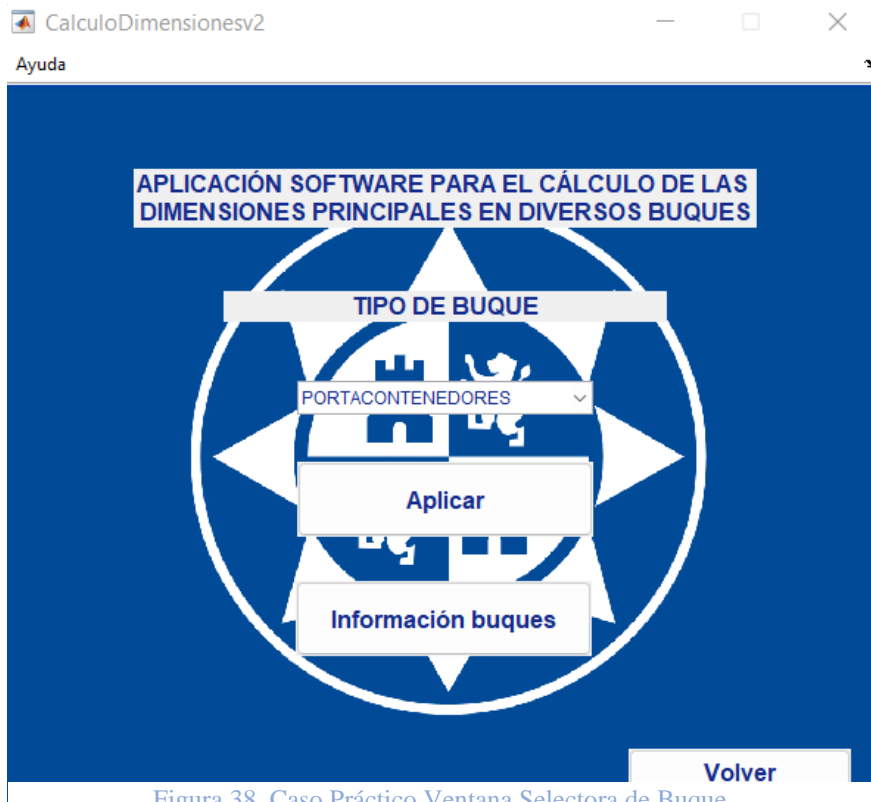 CalculoDimensionesv2
Ayuda
APLICACIÓN SOFTWARE PARA EL CÁLCULO DE LAS
DIMENSIONES PRINCIPALES EN DIVERSOS BUQUES
TIPO DE BUQUE
PORTACONTENEDORES
Aplicar
Información buques
Volver
Figura 38. Caso Práctico Ventana Selectora de Buque